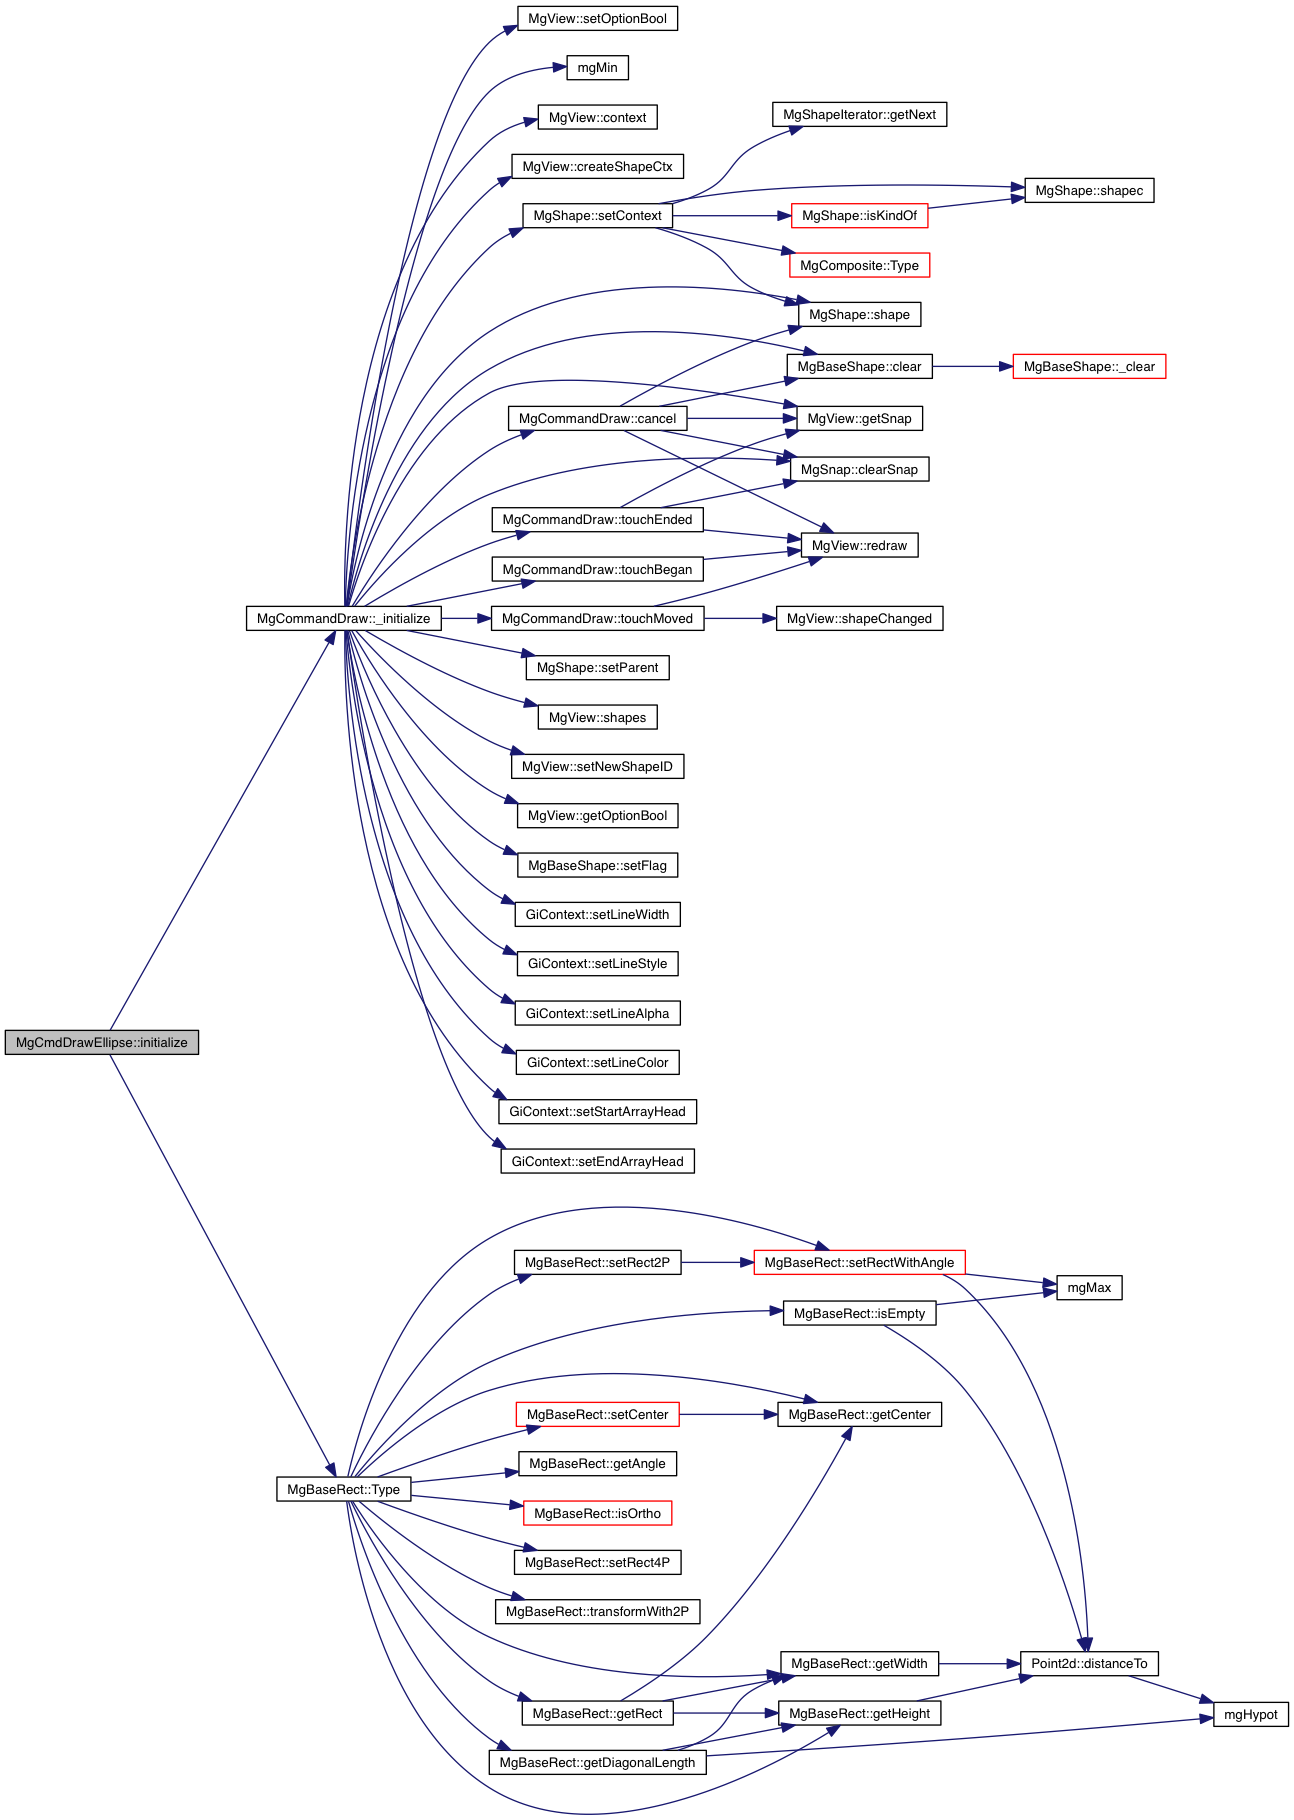 MgView::setOptionBool
mgMin
MgShapeIterator::getNext
MgView::context
MgView::createShapeCtx
MgShape::shapec
MgShape::setContext
MgShape::isKindOf
MgComposite::Type
MgShape::shape
MgBaseShape::clear
MgBaseShape::_clear
MgCommandDraw::cancel
MgView::getSnap
MgSnap::clearSnap
MgCommandDraw::touchEnded
MgView::redraw
MgCommandDraw::touchBegan
MgCommandDraw::_initialize
MgCommandDraw::touchMoved
MgView::shapeChanged
MgShape::setParent
MgView::shapes
MgView::setNewShapeID
MgView::getOptionBool
MgBaseShape::setFlag
GiContext::setLineWidth
GiContext::setLineStyle
GiContext::setLineAlpha
MgCmdDrawEllipse::initialize
GiContext::setLineColor
GiContext::setStartArrayHead
GiContext::setEndArrayHead
MgBaseRect::setRect2P
MgBaseRect::setRectWithAngle
mgMax
MgBaseRect::isEmpty
MgBaseRect::setCenter
MgBaseRect::getCenter
MgBaseRect::getAngle
MgBaseRect::Type
MgBaseRect::isOrtho
MgBaseRect::setRect4P
MgBaseRect::transformWith2P
MgBaseRect::getWidth
Point2d::distanceTo
MgBaseRect::getRect
MgBaseRect::getHeight
mgHypot
MgBaseRect::getDiagonalLength